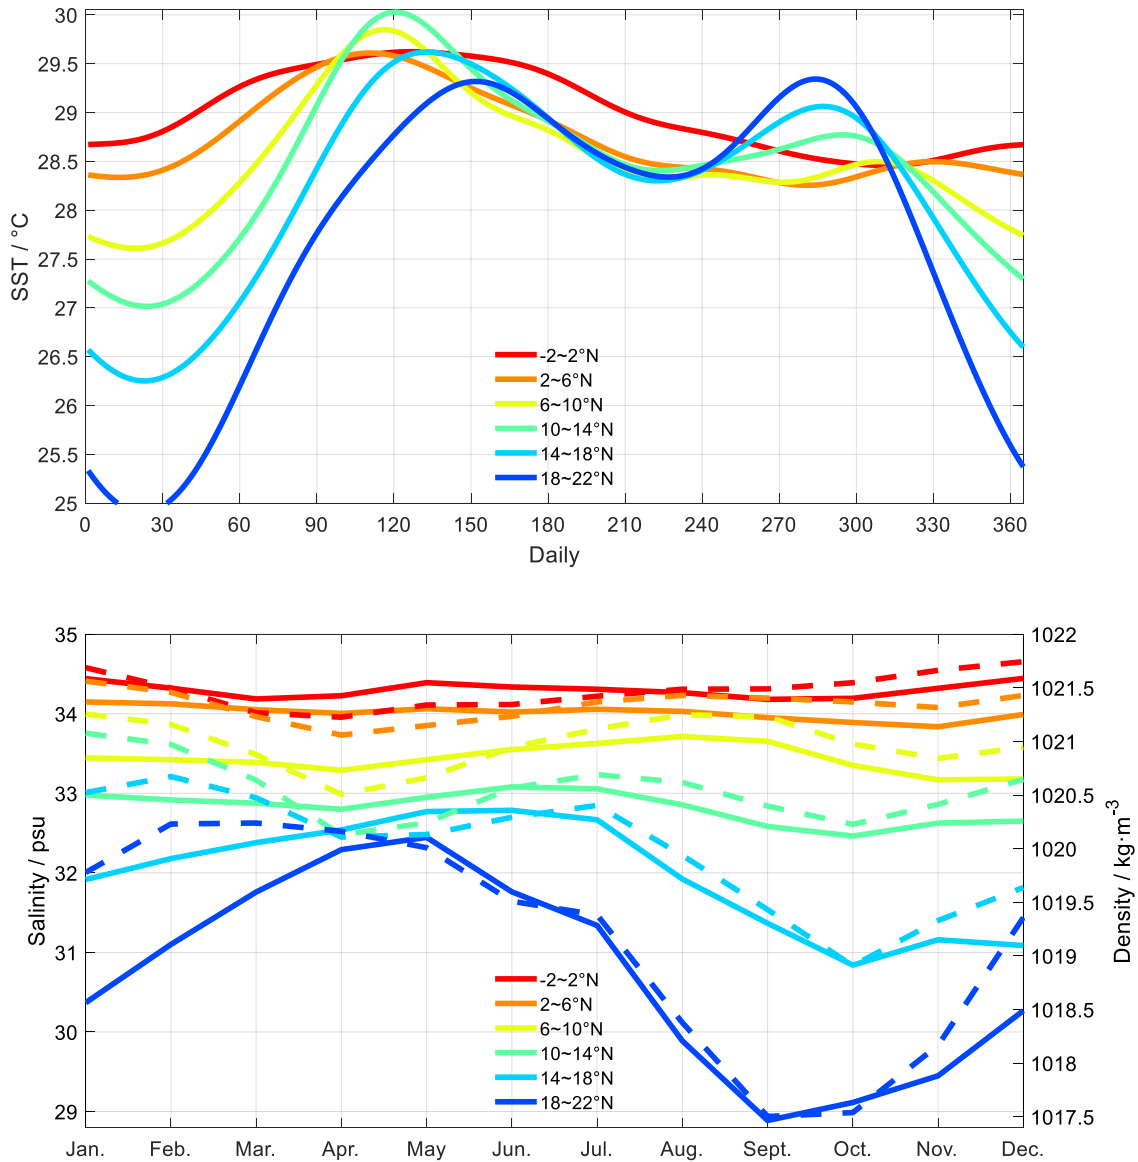 30
29.5
29
28.5
28
27.5
27
26.5
26
25.5
25
SST / °C
-2~2°N
2~6°N
6~10°N
10~14°N
14~18°N
18~22°N
0 30 60 90 120 150 180 210 240 270 300 330 360
Daily
35
34
33
32
31
30
29
Salinity / psu
1022
1021.5
1021
1020.5
1020
1019.5
1019
1018.5
1018
1017.5
Density / kg·m⁻³
-2~2°N
2~6°N
6~10°N
10~14°N
14~18°N
18~22°N
Jan. Feb. Mar. Apr. May Jun. Jul. Aug. Sept. Oct. Nov. Dec.